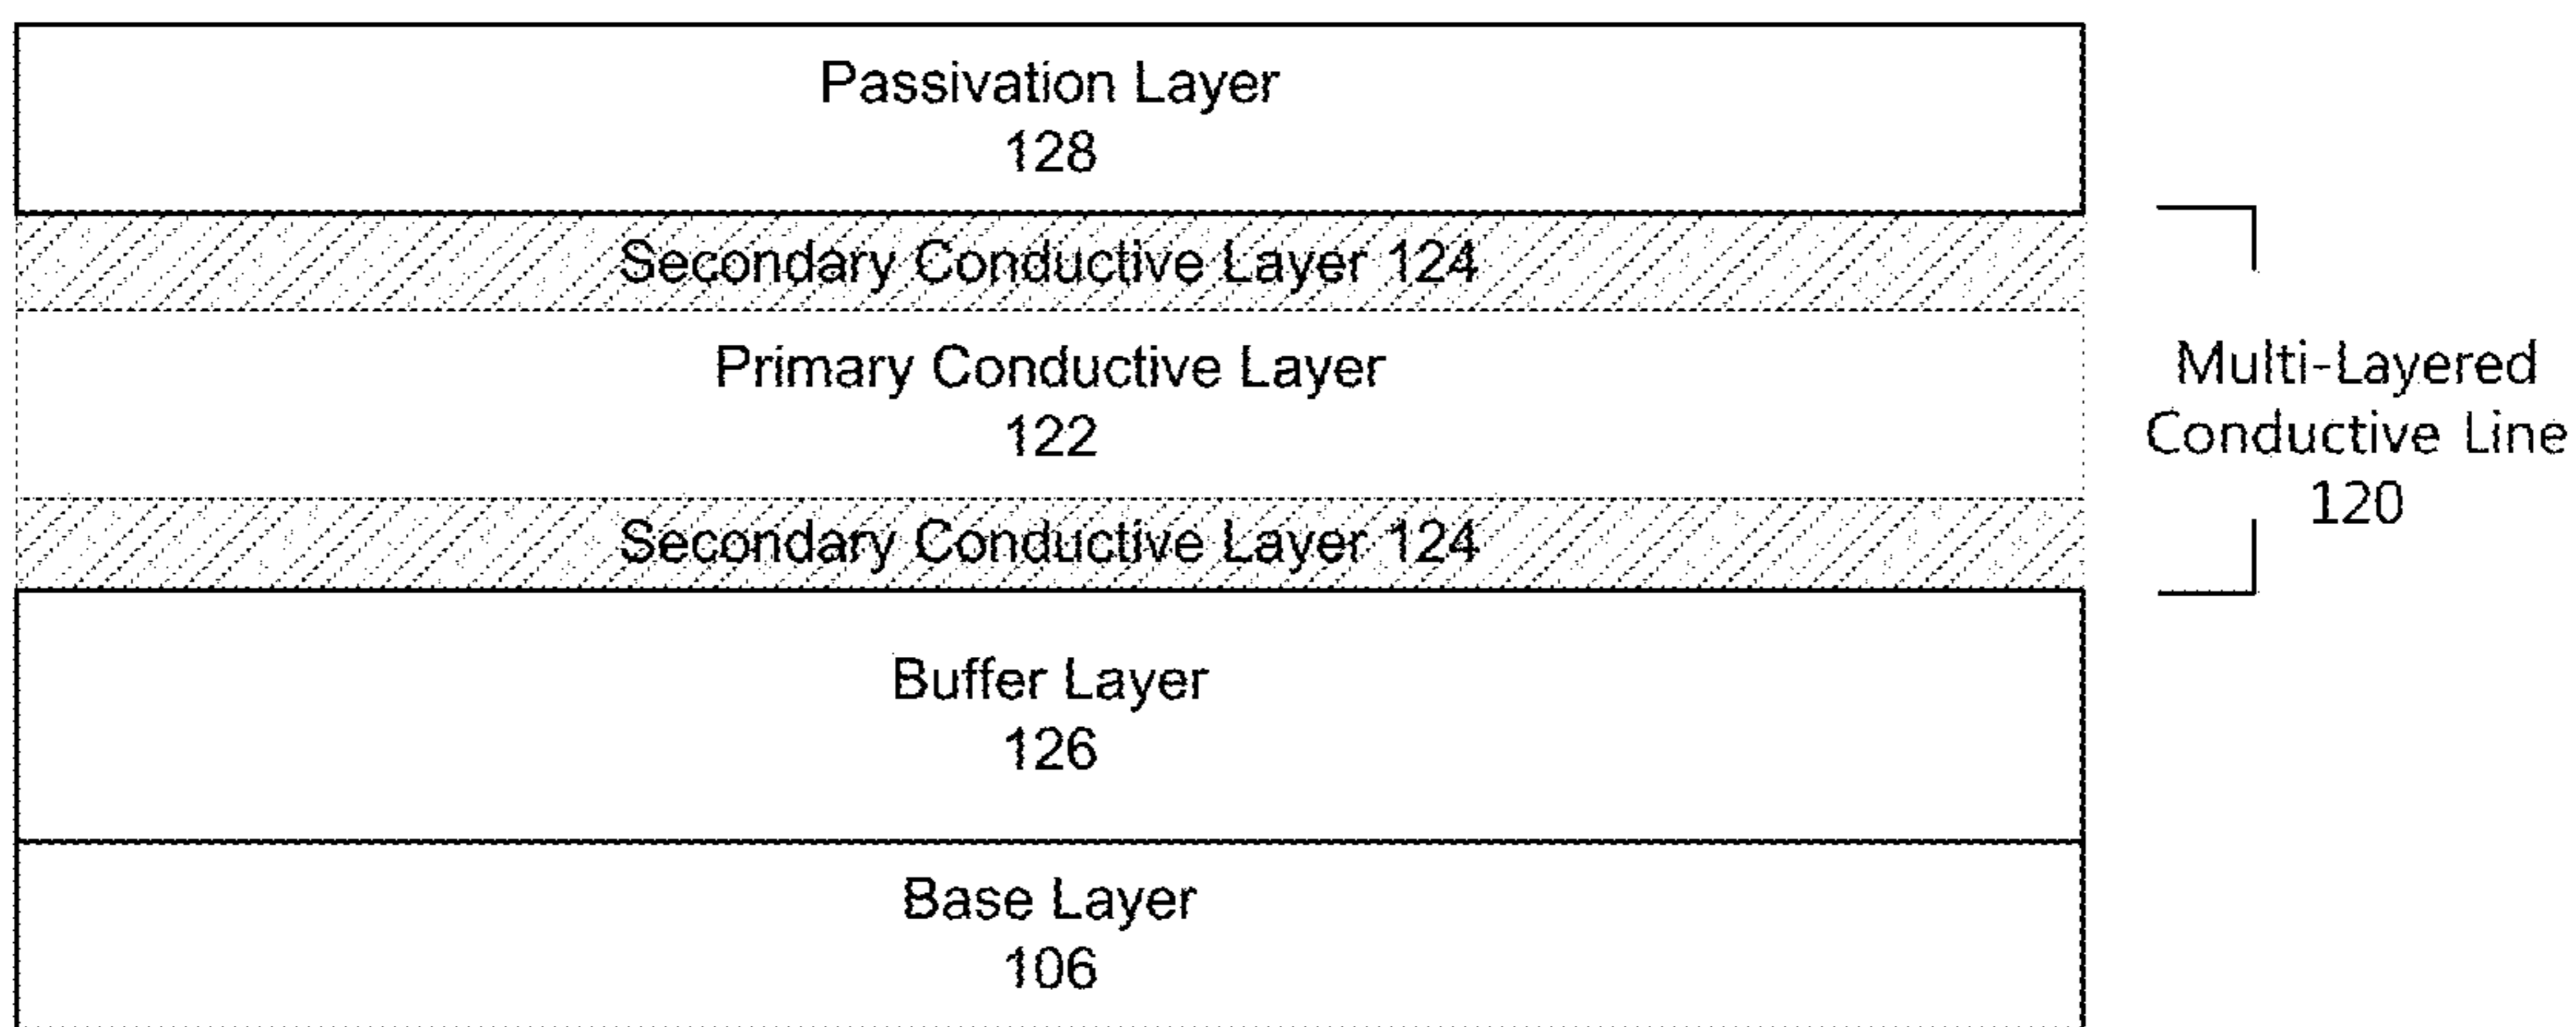 Passivation Layer
128
Secondary Conductive Layer 124
Primary Conductive Layer
122
Secondary Conductive Layer 124
Multi-Layered
Conductive Line
120
Buffer Layer
126
Base Layer
106